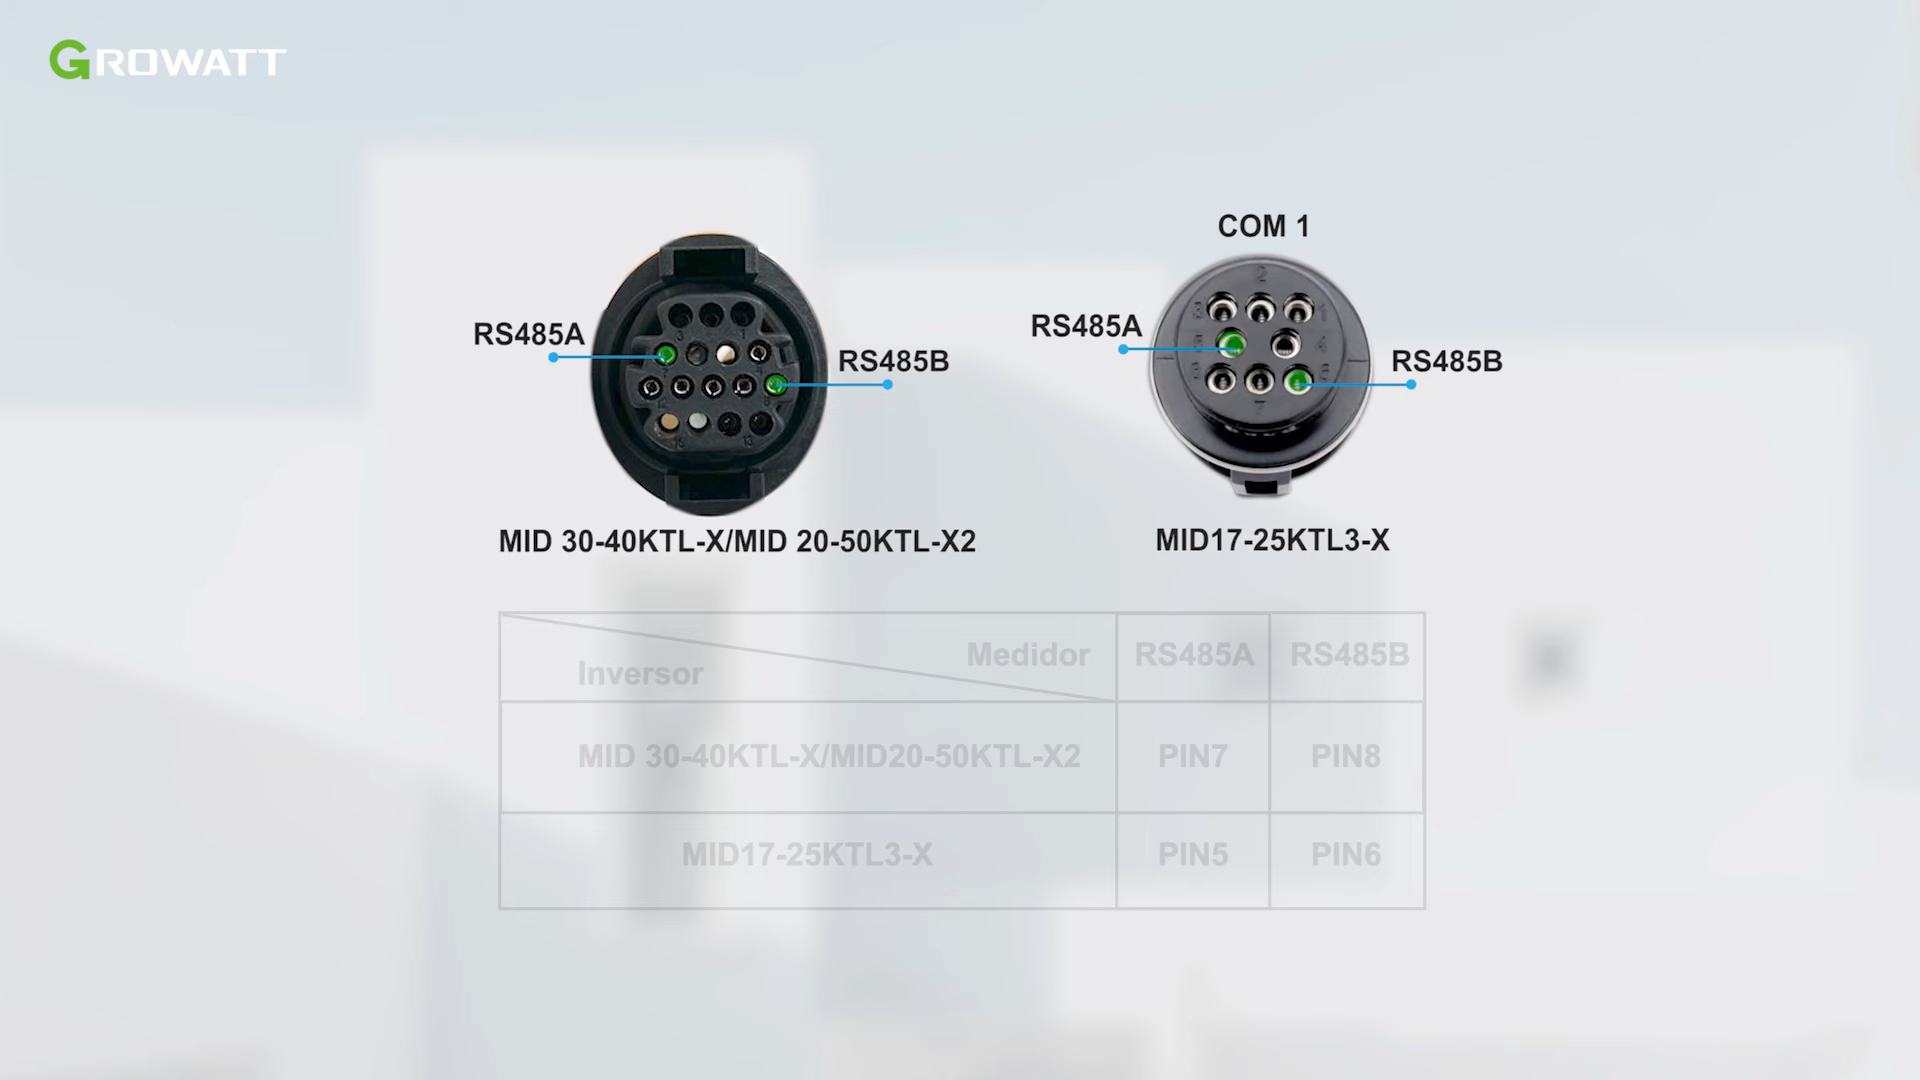 GROWATT
COM 1
RS485A
RS485B
RS485A
RS485B
MID 30-40KTL-X/MID 20-50KTL-X2
MID17-25KTL3-X
Medidor
Inversor
RS485A
RS485B
MID 30-40KTL-X/MID20-50KTL-X2
PIN7
PIN8
MID17-25KTL3-X
PIN5
PIN6